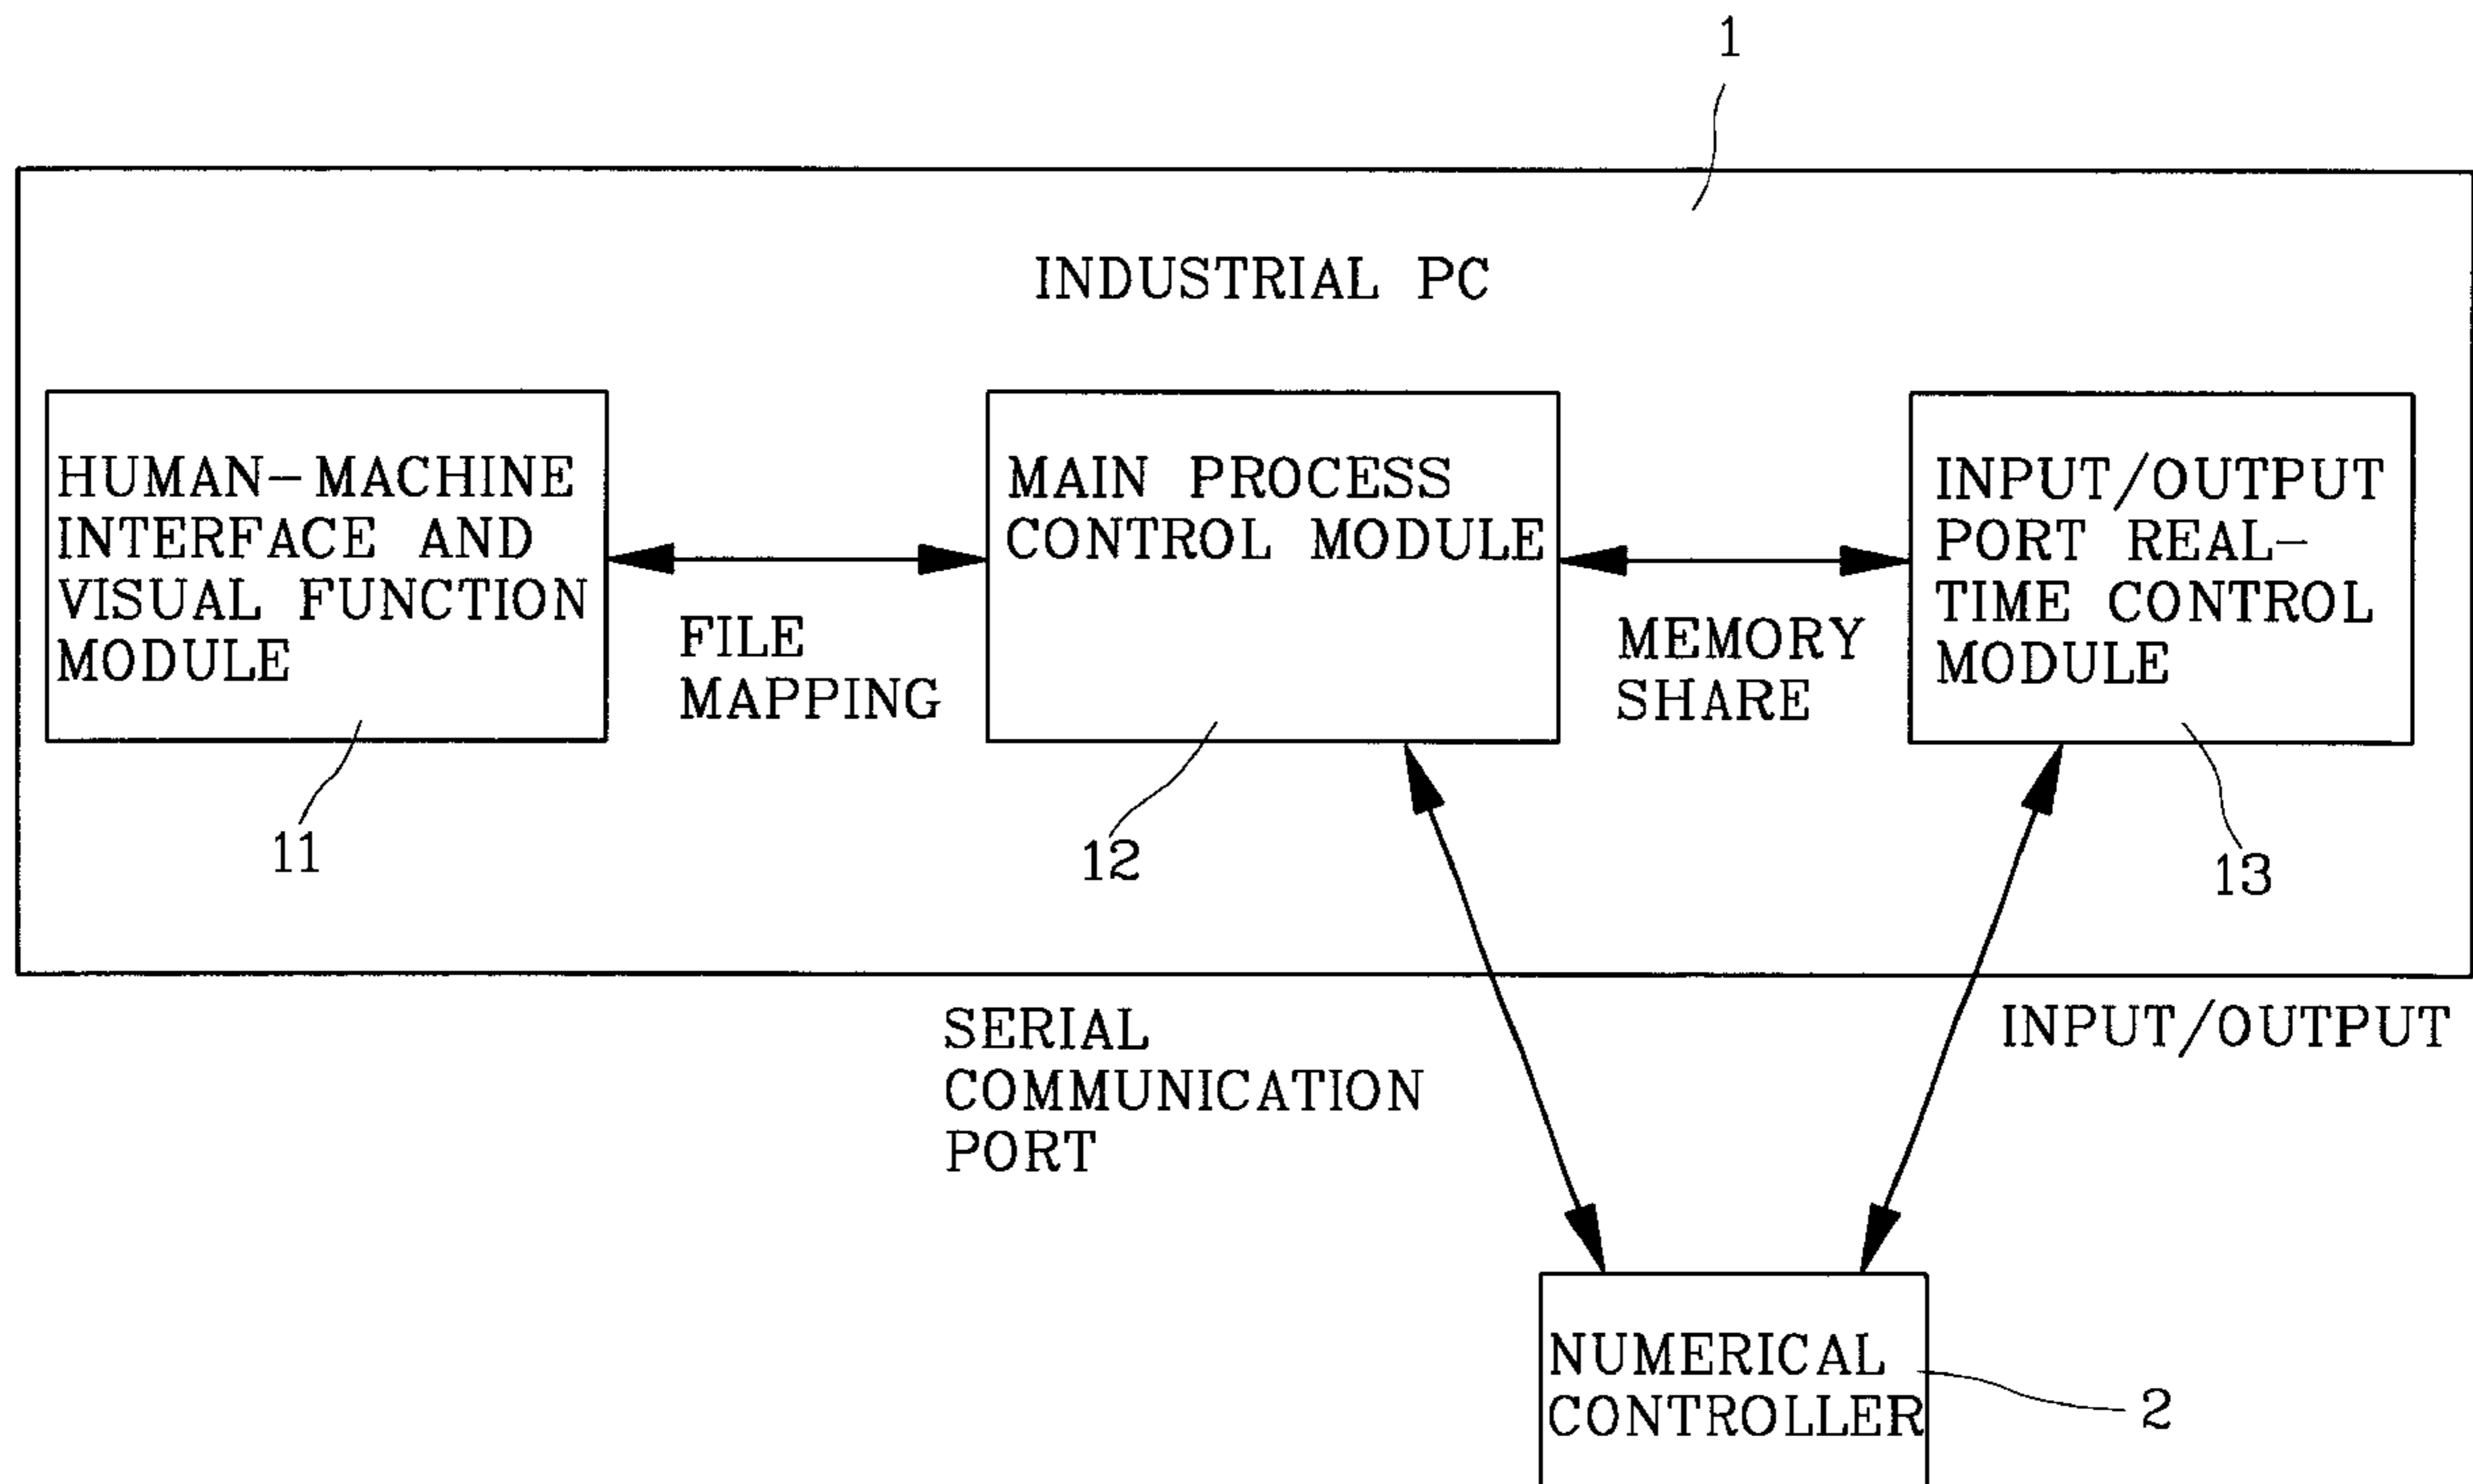 1
INDUSTRIAL PC
HUMAN-MACHINE
INTERFACE AND
VISUAL FUNCTION
MODULE
FILE
MAPPING
MAIN PROCESS
CONTROL MODULE
MEMORY
SHARE
INPUT/OUTPUT
PORT REAL-
TIME CONTROL
MODULE
11
12
13
SERIAL
COMMUNICATION
PORT
INPUT/OUTPUT
NUMERICAL
CONTROLLER
2